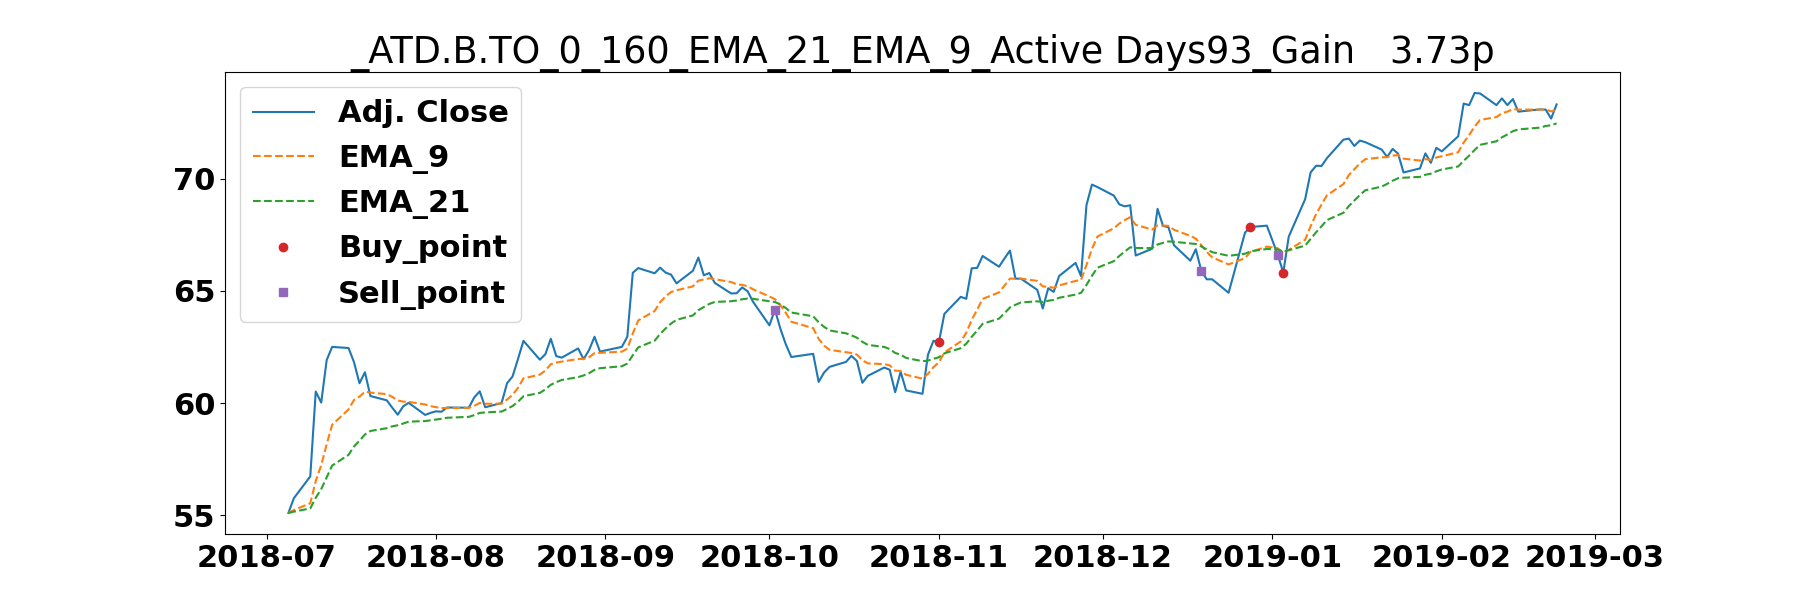 _ATD.B.TO_0_160_EMA_21_EMA_9_Active Days93_Gain   3.73p
Adj. Close
EMA_9
EMA_21
Buy_point
Sell_point
70
65
60
55
2018-07 2018-08 2018-09 2018-10 2018-11 2018-12 2019-01 2019-02 2019-03